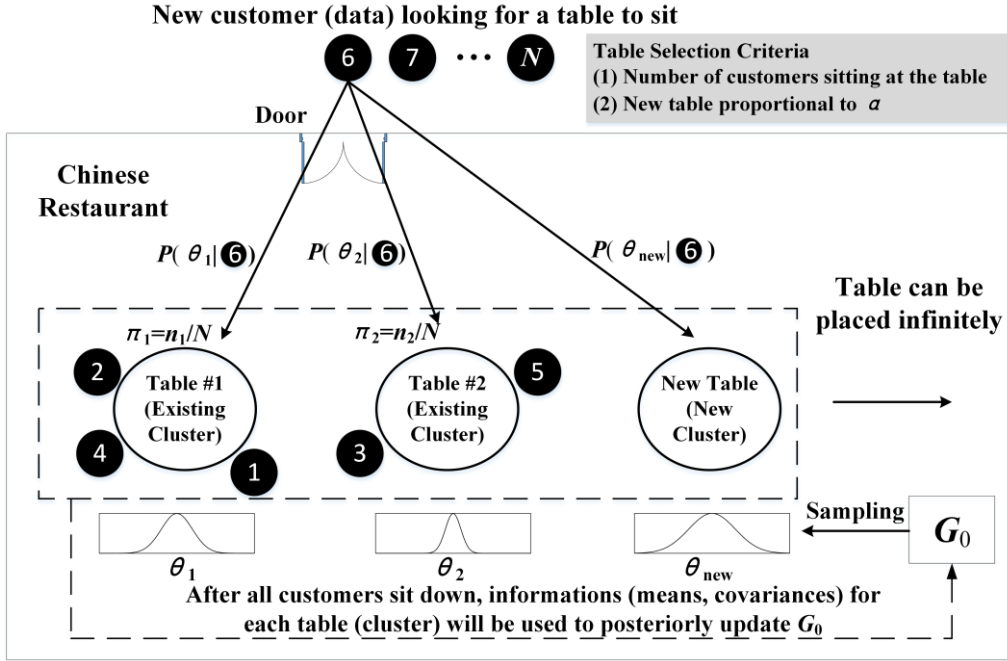 New customer (data) looking for a table to sit
6 7 ... N
Table Selection Criteria
(1) Number of customers sitting at the table
(2) New table proportional to α
Door
Chinese
Restaurant
P( θ1|6) P( θ2|6) P( θnew|6 )
Table can be
placed infinitely
π1=n1/N π2=n2/N
2 4 1
Table #1
(Existing
Cluster)
5 3
Table #2
(Existing
Cluster)
New Table
(New
Cluster)
Sampling
G0
θ1 θ2 θnew
After all customers sit down, informations (means, covariances) for
each table (cluster) will be used to posteriorly update G0